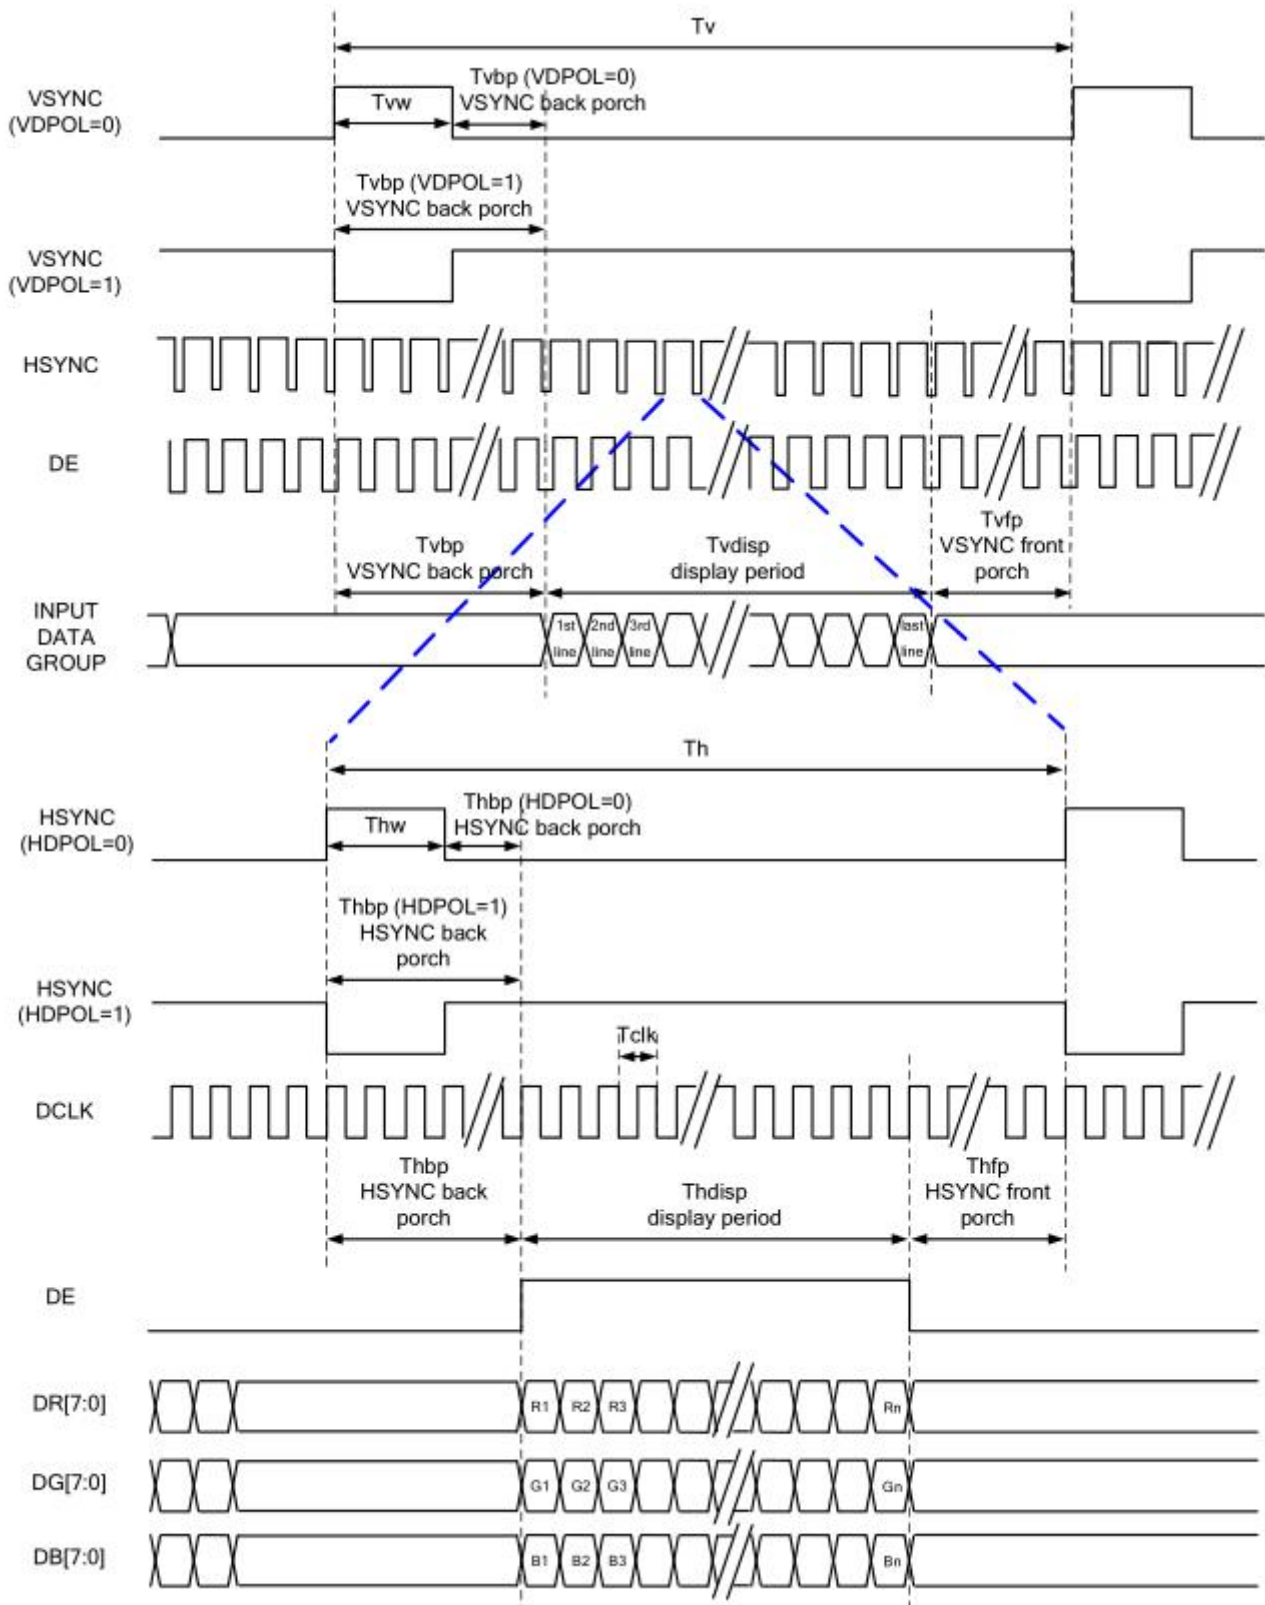 Tv
VSYNC
(VDPOL=0)
Tvw
Tvbp (VDPOL=0)
VSYNC back porch
Tvbp (VDPOL=1)
VSYNC back porch
VSYNC
(VDPOL=1)
HSYNC
DE
Tvbp
VSYNC back porch
Tvdisp
display period
Tvfp
VSYNC front
porch
INPUT
DATA
GROUP
1st
line
2nd
line
3rd
line
last
line
Th
HSYNC
(HDPOL=0)
Thw
Thbp (HDPOL=0)
HSYNC back porch
Thbp (HDPOL=1)
HSYNC back
porch
HSYNC
(HDPOL=1)
Tclk
DCLK
Thbp
HSYNC back
porch
Thdisp
display period
Thfp
HSYNC front
porch
DE
DR[7:0]
R1 R2 R3 Rn
DG[7:0]
G1 G2 G3 Gn
DB[7:0]
B1 B2 B3 Bn